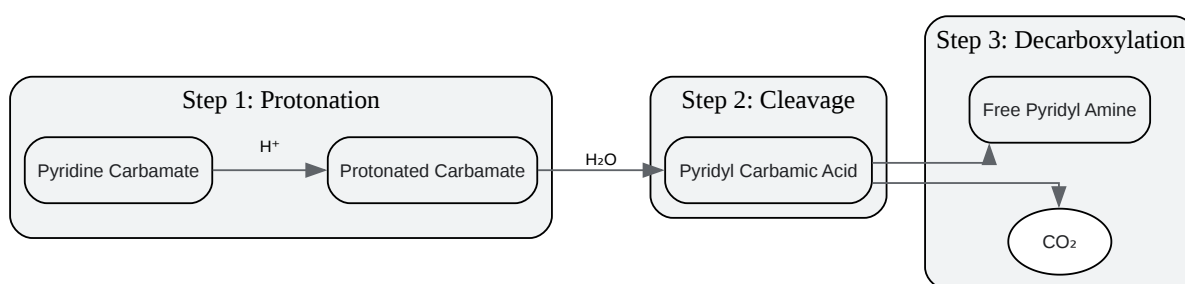 Step 1: Protonation
Pyridine Carbamate
H⁺
Protonated Carbamate
H₂O
Step 2: Cleavage
Pyridyl Carbamic Acid
Step 3: Decarboxylation
Free Pyridyl Amine
CO₂